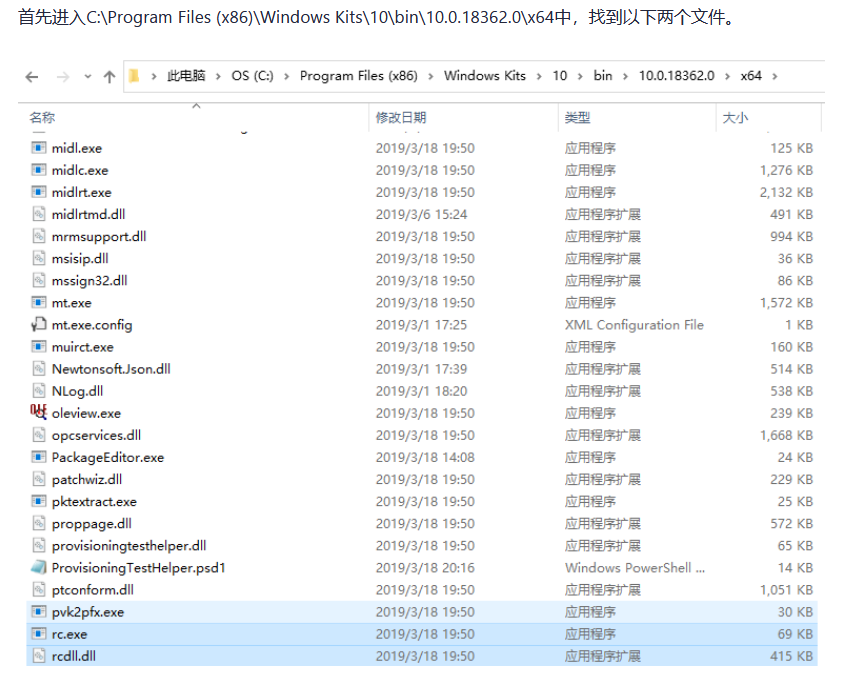 首先进入C:\Program Files (x86)\Windows Kits\10\bin\10.0.18362.0\x64中，找到以下两个文件。
此电脑 > OS (C:) > Program Files (x86) > Windows Kits > 10 > bin > 10.0.18362.0 > x64 >
名称 修改日期 类型 大小
midl.exe 2019/3/18 19:50 应用程序 125 KB
midlc.exe 2019/3/18 19:50 应用程序 1,276 KB
midlrt.exe 2019/3/18 19:50 应用程序 2,132 KB
midlrtmd.dll 2019/3/6 15:24 应用程序扩展 491 KB
mrmsupport.dll 2019/3/18 19:50 应用程序扩展 994 KB
msisip.dll 2019/3/18 19:50 应用程序扩展 36 KB
mssign32.dll 2019/3/18 19:50 应用程序扩展 86 KB
mt.exe 2019/3/18 19:50 应用程序 1,572 KB
mt.exe.config 2019/3/1 17:25 XML Configuration File 1 KB
muirct.exe 2019/3/18 19:50 应用程序 160 KB
Newtonsoft.Json.dll 2019/3/1 17:39 应用程序扩展 514 KB
NLog.dll 2019/3/1 18:20 应用程序扩展 538 KB
oleview.exe 2019/3/18 19:50 应用程序 239 KB
opcservices.dll 2019/3/18 19:50 应用程序扩展 1,668 KB
PackageEditor.exe 2019/3/18 14:08 应用程序 24 KB
patchwiz.dll 2019/3/18 19:50 应用程序扩展 229 KB
pktextract.exe 2019/3/18 19:50 应用程序 25 KB
proppage.dll 2019/3/18 19:50 应用程序扩展 572 KB
provisioningtesthelper.dll 2019/3/18 19:50 应用程序扩展 65 KB
ProvisioningTestHelper.psd1 2019/3/18 20:16 Windows PowerShell ... 14 KB
ptconform.dll 2019/3/18 19:50 应用程序扩展 1,051 KB
pvk2pfx.exe 2019/3/18 19:50 应用程序 30 KB
rc.exe 2019/3/18 19:50 应用程序 69 KB
rcdll.dll 2019/3/18 19:50 应用程序扩展 415 KB